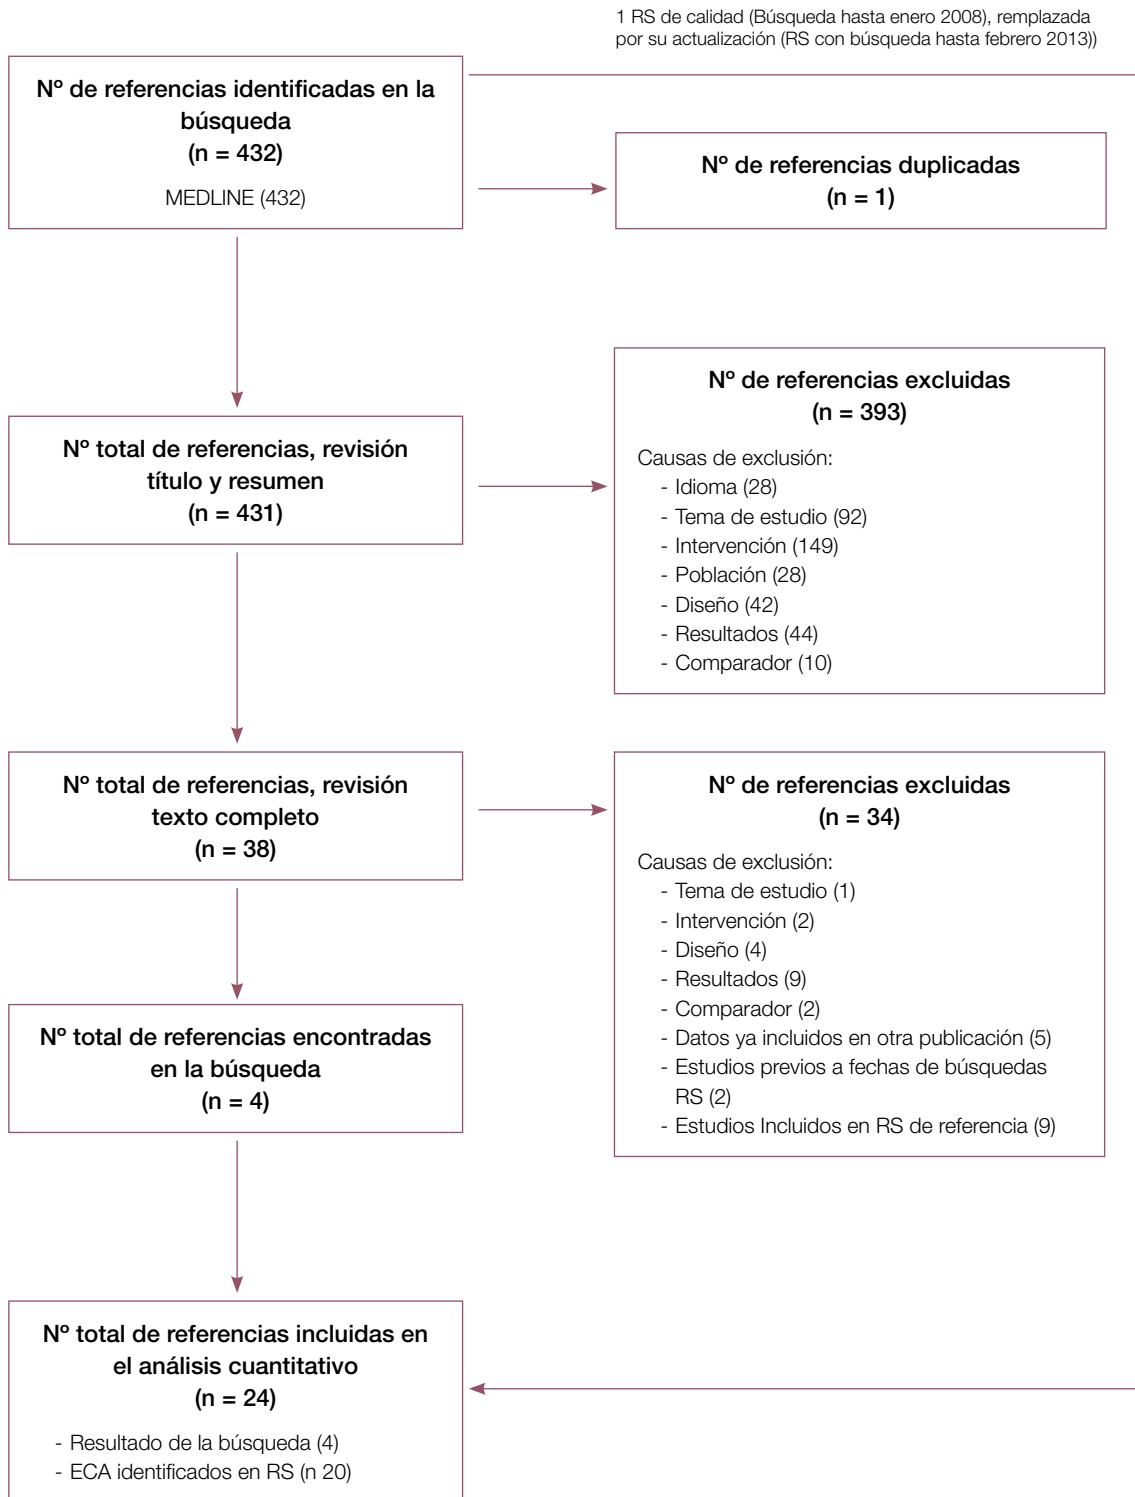 1 RS de calidad (Búsqueda hasta enero 2008), remplazada
por su actualización (RS con búsqueda hasta febrero 2013))
Nº de referencias identificadas en la
búsqueda
(n = 432)
MEDLINE (432)
Nº de referencias duplicadas
(n = 1)
Nº total de referencias, revisión
título y resumen
(n = 431)
Nº de referencias excluidas
(n = 393)
Causas de exclusión:
- Idioma (28)
- Tema de estudio (92)
- Intervención (149)
- Población (28)
- Diseño (42)
- Resultados (44)
- Comparador (10)
Nº total de referencias, revisión
texto completo
(n = 38)
Nº de referencias excluidas
(n = 34)
Causas de exclusión:
- Tema de estudio (1)
- Intervención (2)
- Diseño (4)
- Resultados (9)
- Comparador (2)
- Datos ya incluidos en otra publicación (5)
- Estudios previos a fechas de búsquedas
RS (2)
- Estudios Incluidos en RS de referencia (9)
Nº total de referencias encontradas
en la búsqueda
(n = 4)
Nº total de referencias incluidas en
el análisis cuantitativo
(n = 24)
- Resultado de la búsqueda (4)
- ECA identificados en RS (n 20)